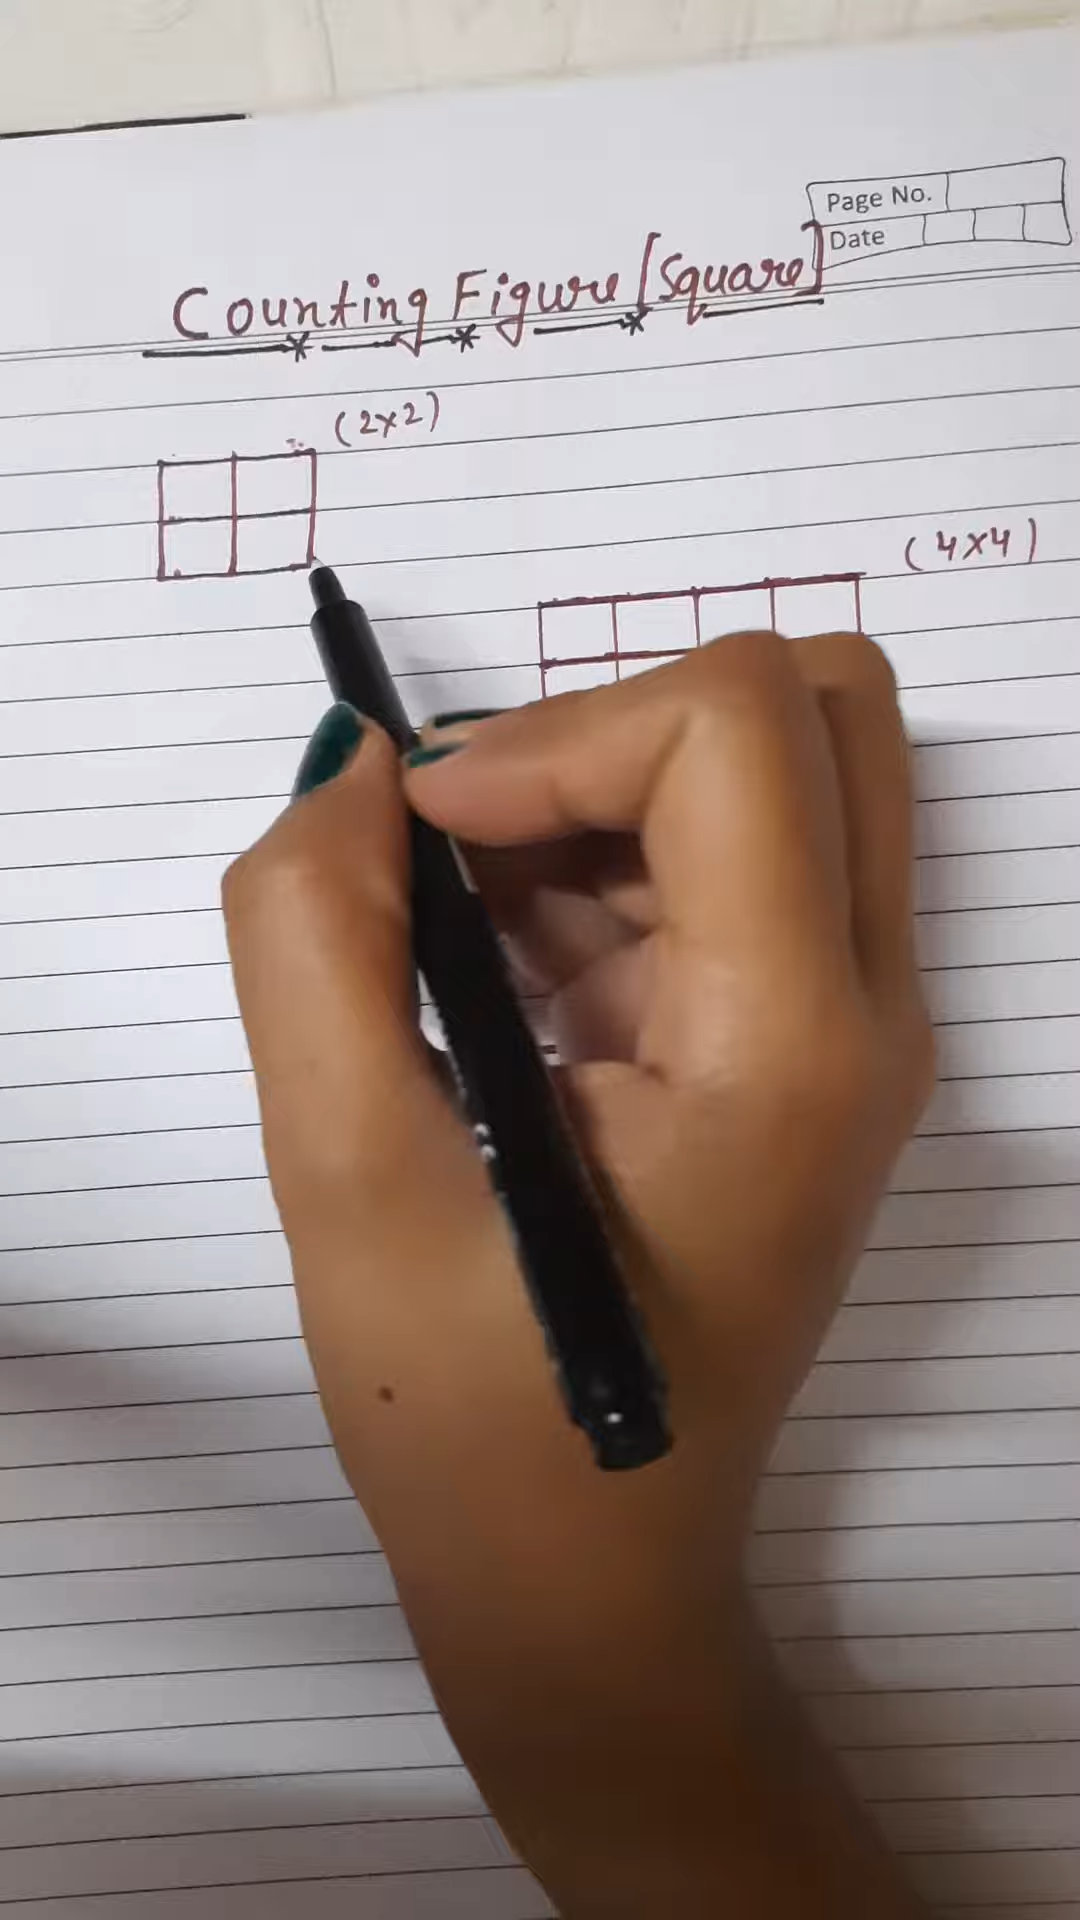 Page No.
Date
Counting Figure [Square]
(2x2)
(4x4)